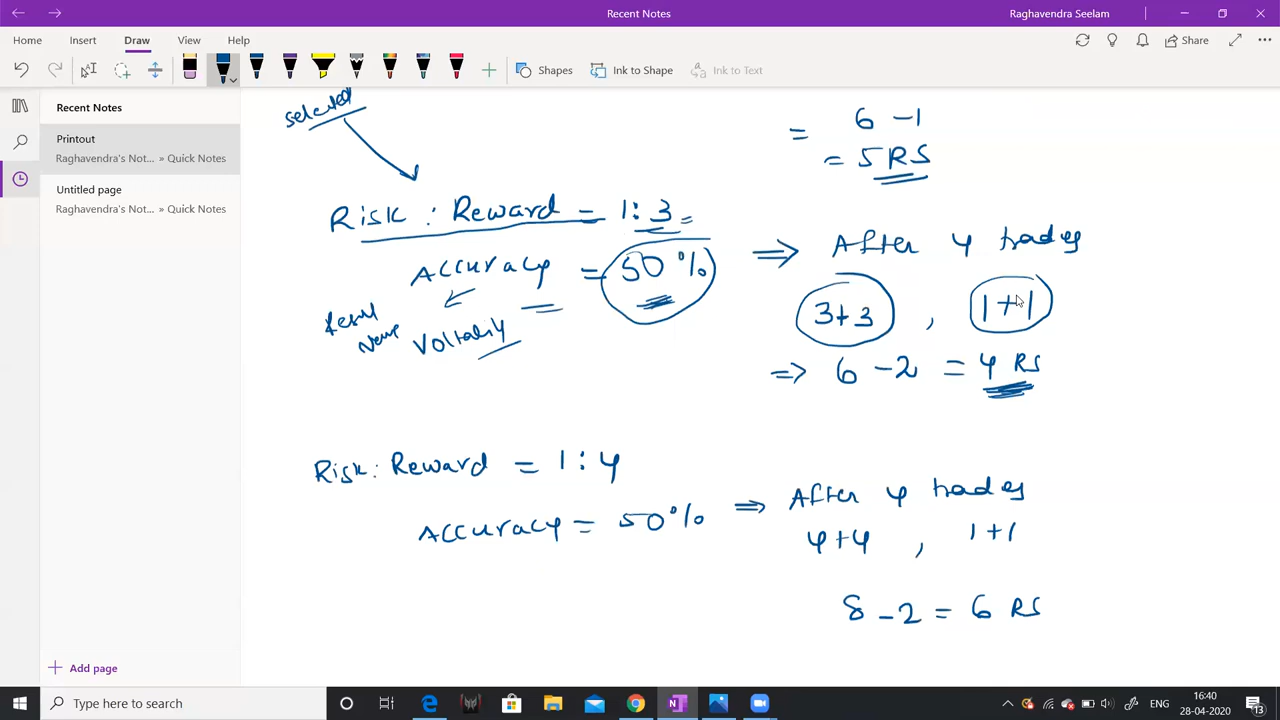 Recent Notes
Raghavendra Seelam
Home
Insert
Draw
View
Help
Share
Shapes
Ink to Shape
Ink to Text
Recent Notes
Printout
Raghavendra's Not... » Quick Notes
Untitled page
Raghavendra's Not... » Quick Notes
Add page
selected
= 6 - 1
= 5 RS
Risk : Reward = 1:3
Accuracy = 50%
Voltality
=> After 4 trades
3+3 , 1+1
=> 6 - 2 = 4 RS
Risk : Reward = 1:4
Accuracy = 50%
=> After 4 trades
4+4 , 1+1
8 - 2 = 6 RS
Type here to search
ENG
16:40
28-04-2020
13